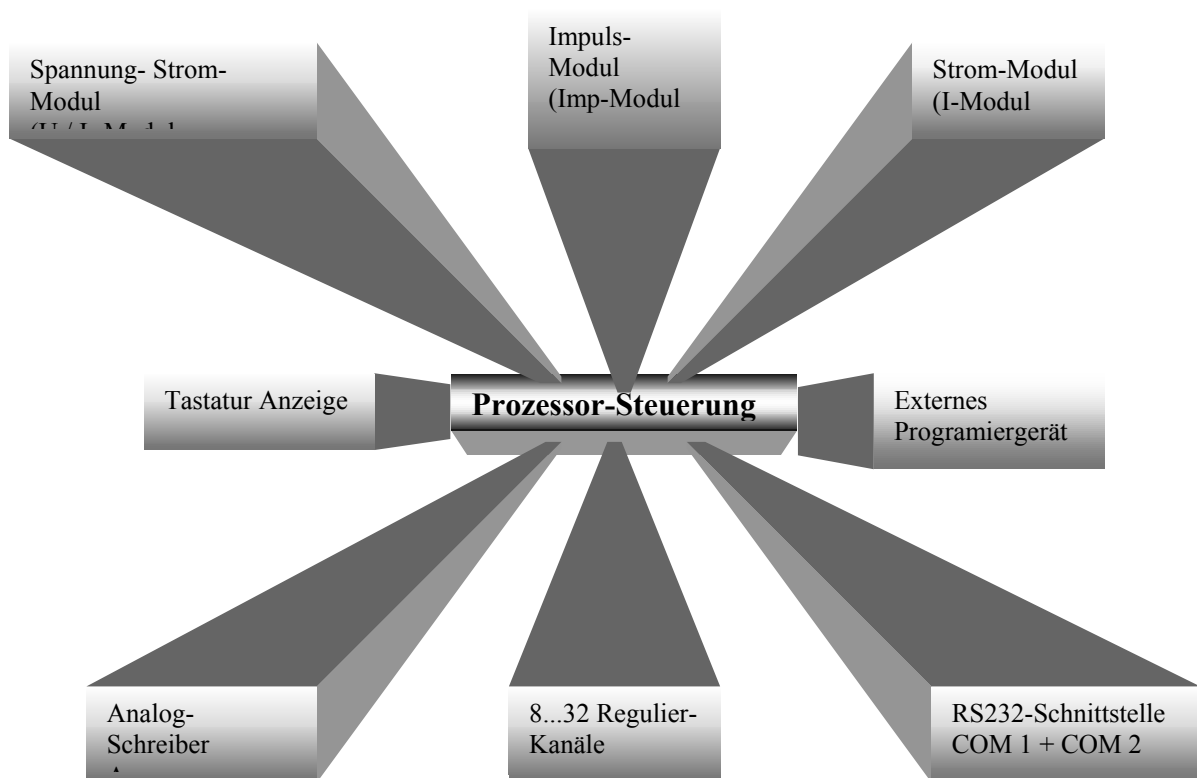 Spannung- Strom-
Modul
Impuls-
Modul
(Imp-Modul
Strom-Modul
(I-Modul
Tastatur Anzeige
Prozessor-Steuerung
Externes
Programiergerät
Analog-
Schreiber
8...32 Regulier-
Kanäle
RS232-Schnittstelle
COM 1 + COM 2